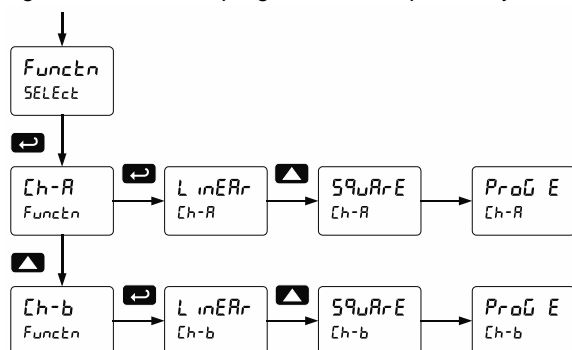 Functn
SELEct
Ch-A
Functn
LinEAr
Ch-A
SquArE
Ch-A
ProG E
Ch-A
Ch-b
Functn
LinEAr
Ch-b
SquArE
Ch-b
ProG E
Ch-b